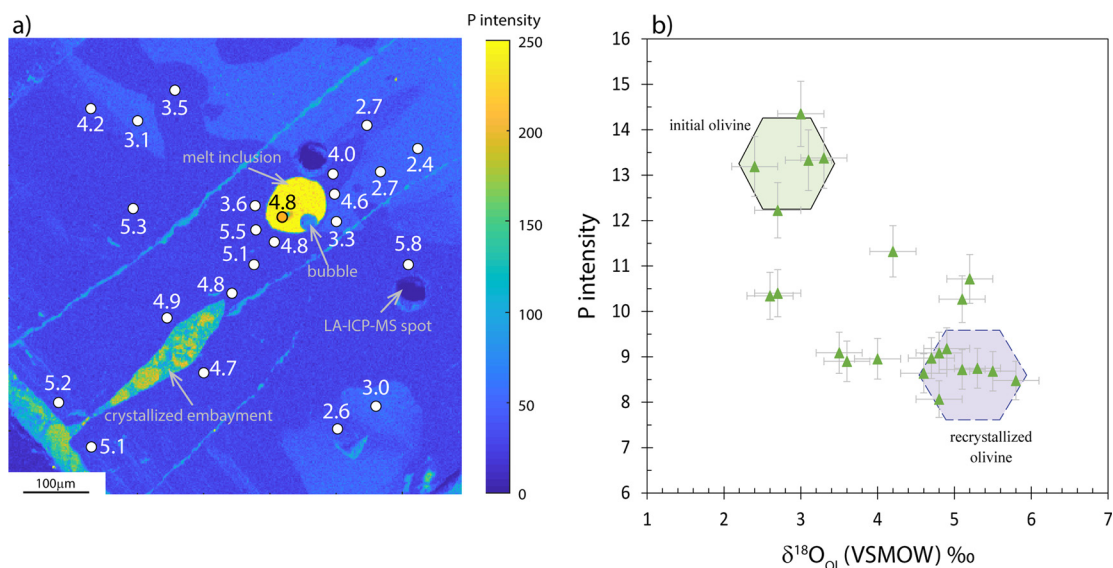 a)
P intensity
250
200
150
100
50
0
3.5
4.2
3.1
2.7
melt inclusion
4.0
2.4
2.7
4.8
4.6
3.6
5.3
5.5
4.8
3.3
5.8
5.1
bubble
4.8
4.9
LA-ICP-MS spot
4.7
5.2
3.0
crystallized embayment
2.6
5.1
100μm
b)
P intensity
16
15
14
13
12
11
10
9
8
7
6
initial olivine
recrystallized
olivine
1 2 3 4 5 6 7
δ18OOL (VSMOW) ‰